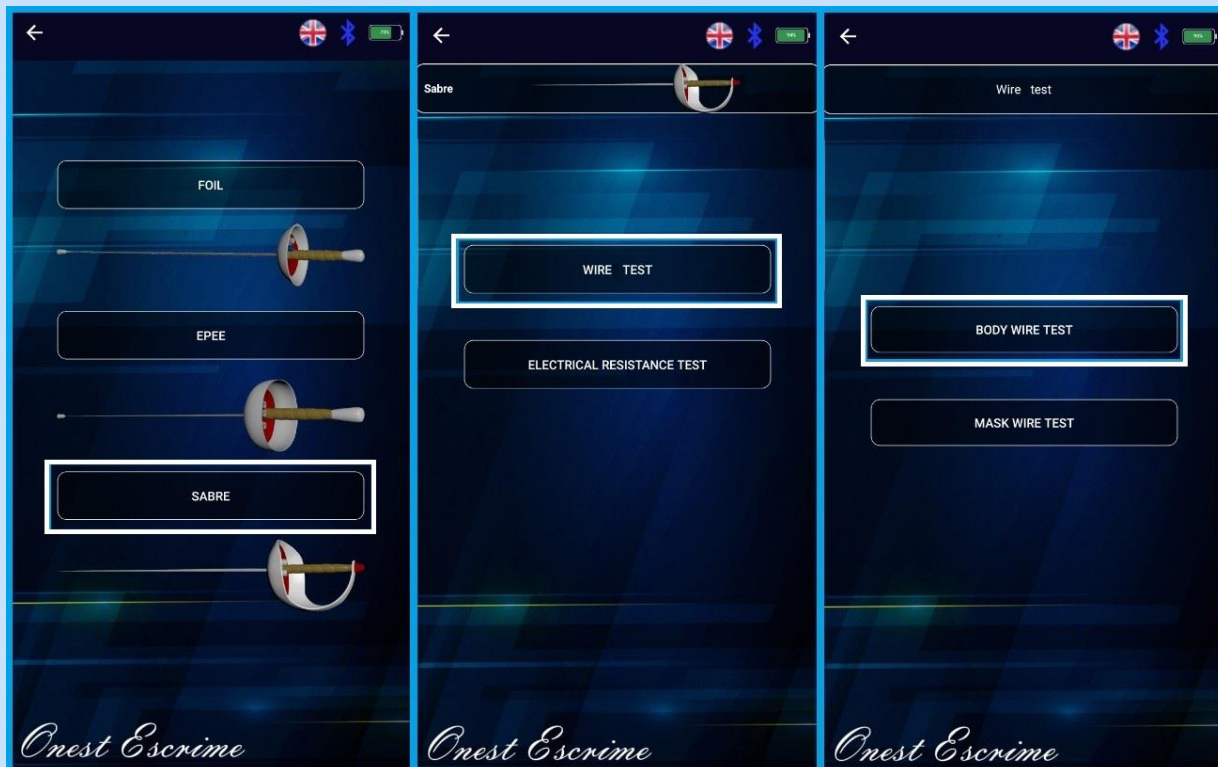 FOIL
EPEE
SABRE
Onest Escrime
Sabre
WIRE TEST
ELECTRICAL RESISTANCE TEST
Onest Escrime
Wire test
BODY WIRE TEST
MASK WIRE TEST
Onest Escrime